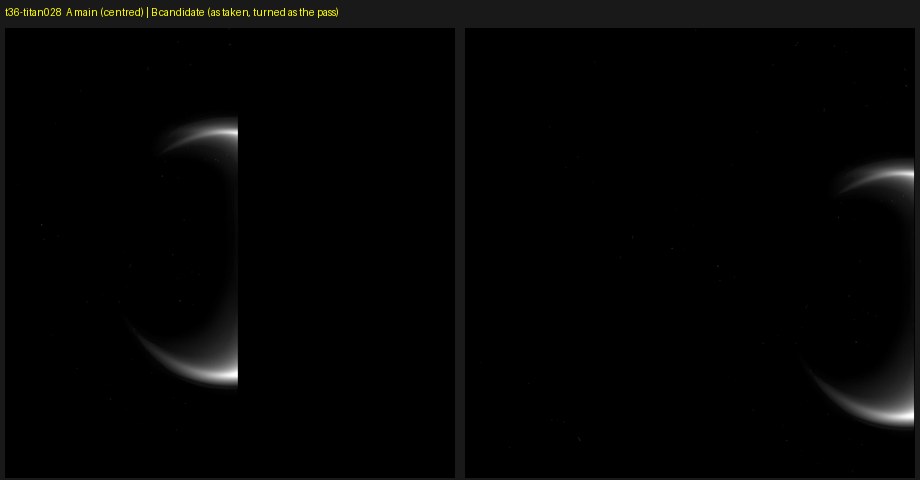 t36-titan028 A main (centred) | B candidate (as taken, turned as the pass)